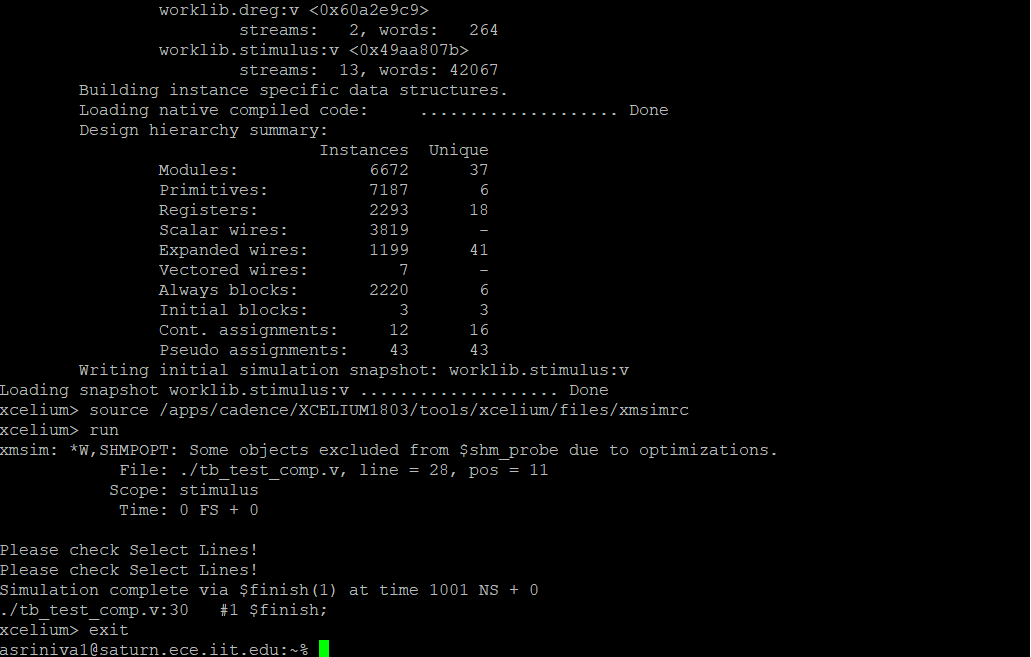 worklib.dreg:v <0x60a2e9c9>
streams:   2, words:   264
worklib.stimulus:v <0x49aa807b>
streams:  13, words: 42067
Building instance specific data structures.
Loading native compiled code:     .................... Done
Design hierarchy summary:
Instances  Unique
Modules:             6672      37
Primitives:          7187       6
Registers:           2293      18
Scalar wires:        3819       -
Expanded wires:      1199      41
Vectored wires:         7       -
Always blocks:       2220       6
Initial blocks:         3       3
Cont. assignments:     12      16
Pseudo assignments:    43      43
Writing initial simulation snapshot: worklib.stimulus:v
Loading snapshot worklib.stimulus:v .................... Done
xcelium> source /apps/cadence/XCELIUM1803/tools/xcelium/files/xmsimrc
xcelium> run
xmsim: *W,SHMPOPT: Some objects excluded from $shm_probe due to optimizations.
File: ./tb_test_comp.v, line = 28, pos = 11
Scope: stimulus
Time: 0 FS + 0
Please check Select Lines!
Please check Select Lines!
Simulation complete via $finish(1) at time 1001 NS + 0
./tb_test_comp.v:30   #1 $finish;
xcelium> exit
asriniva1@saturn.ece.iit.edu:~%